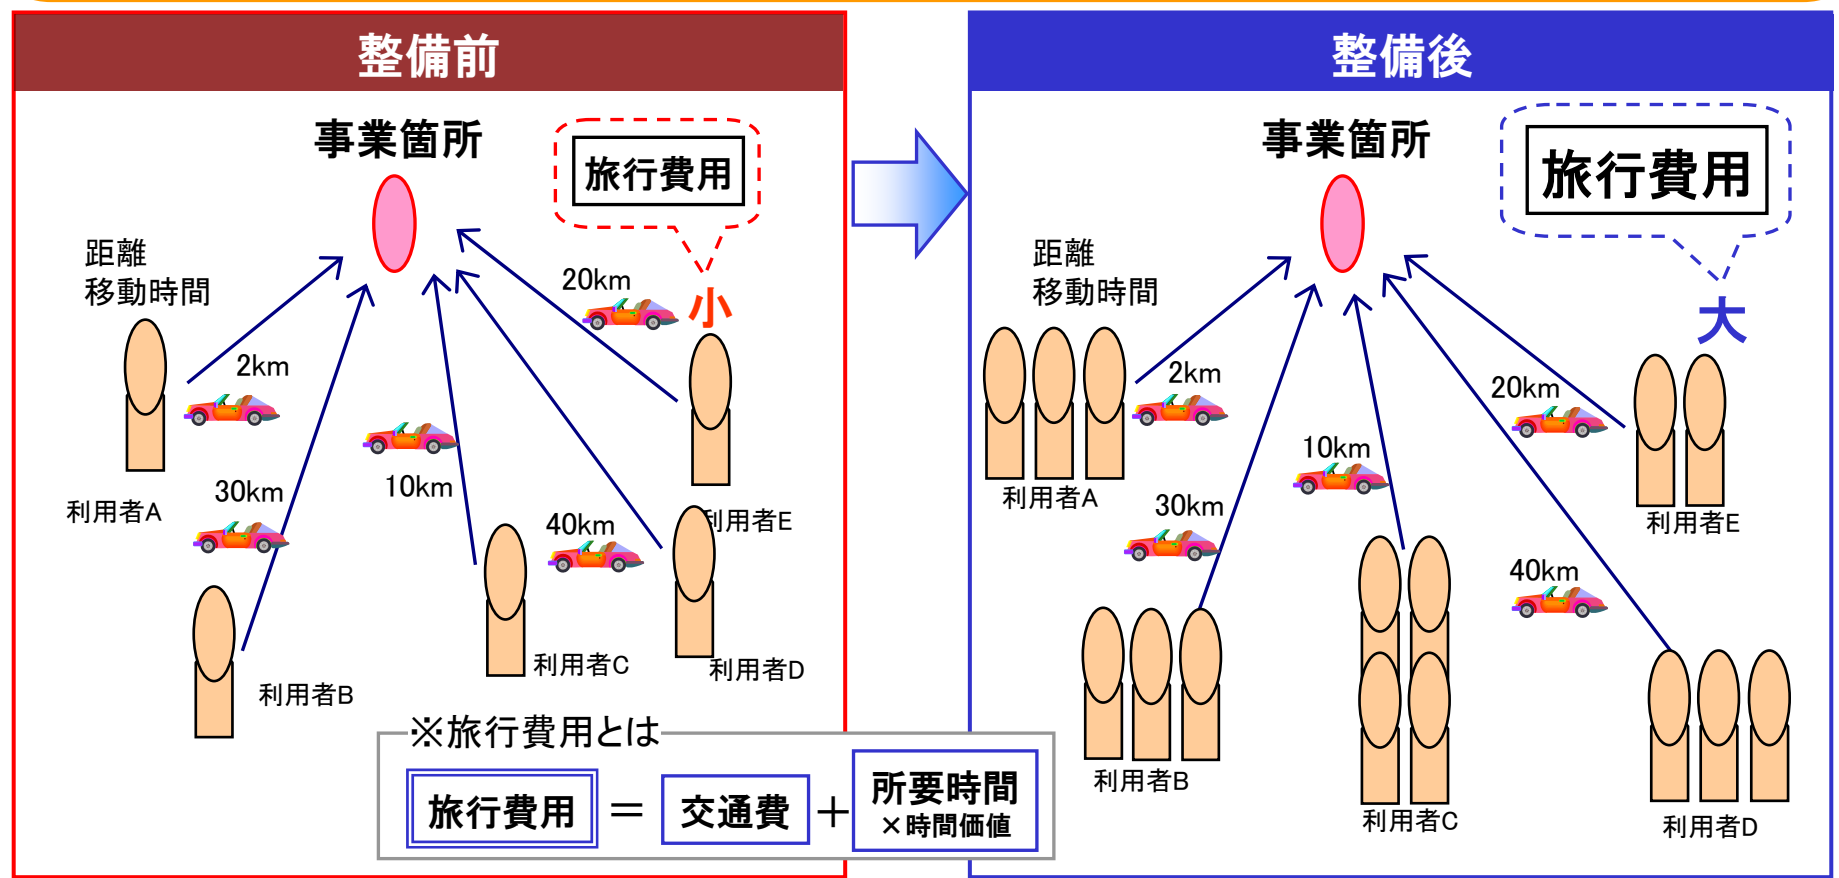 整備前
事業箇所
旅行費用
距離
移動時間
小
20km
2km
30km
10km
40km
利用者A
利用者E
利用者C
利用者D
利用者B
整備後
事業箇所
旅行費用
距離
移動時間
大
2km
20km
10km
30km
40km
利用者A
利用者E
利用者B
利用者C
利用者D
※旅行費用とは
旅行費用 = 交通費 + 所要時間
×時間価値